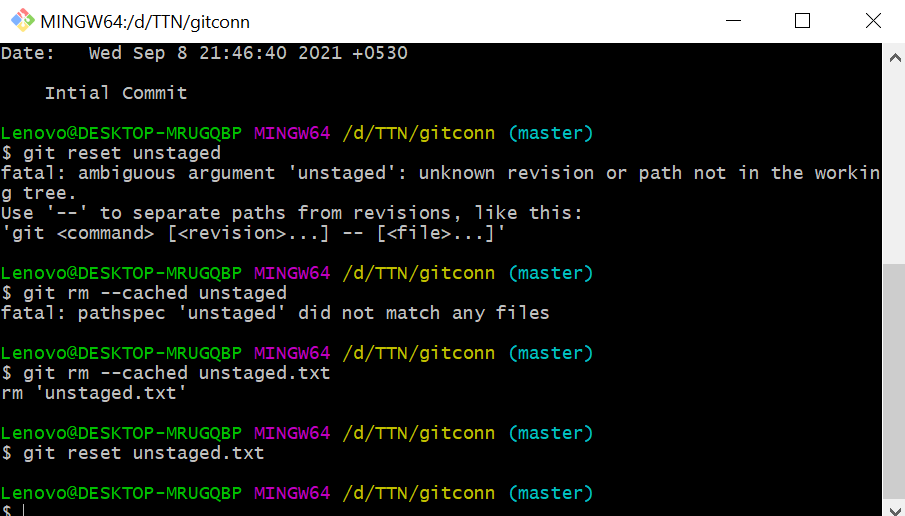 MINGW64:/d/TTN/gitconn
Date:   Wed Sep 8 21:46:40 2021 +0530
    Intial Commit
Lenovo@DESKTOP-MRUGQBP MINGW64 /d/TTN/gitconn (master)
$ git reset unstaged
fatal: ambiguous argument 'unstaged': unknown revision or path not in the workin
g tree.
Use '--' to separate paths from revisions, like this:
'git <command> [<revision>...] -- [<file>...]'
Lenovo@DESKTOP-MRUGQBP MINGW64 /d/TTN/gitconn (master)
$ git rm --cached unstaged
fatal: pathspec 'unstaged' did not match any files
Lenovo@DESKTOP-MRUGQBP MINGW64 /d/TTN/gitconn (master)
$ git rm --cached unstaged.txt
rm 'unstaged.txt'
Lenovo@DESKTOP-MRUGQBP MINGW64 /d/TTN/gitconn (master)
$ git reset unstaged.txt
Lenovo@DESKTOP-MRUGQBP MINGW64 /d/TTN/gitconn (master)
$